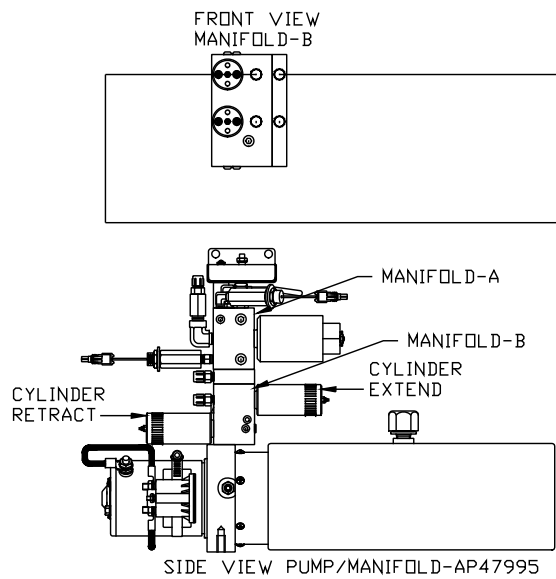 FRONT VIEW
MANIFOLD-B
MANIFOLD-A
MANIFOLD-B
CYLINDER
EXTEND
CYLINDER
RETRACT
SIDE VIEW PUMP/MANIFOLD-AP47995